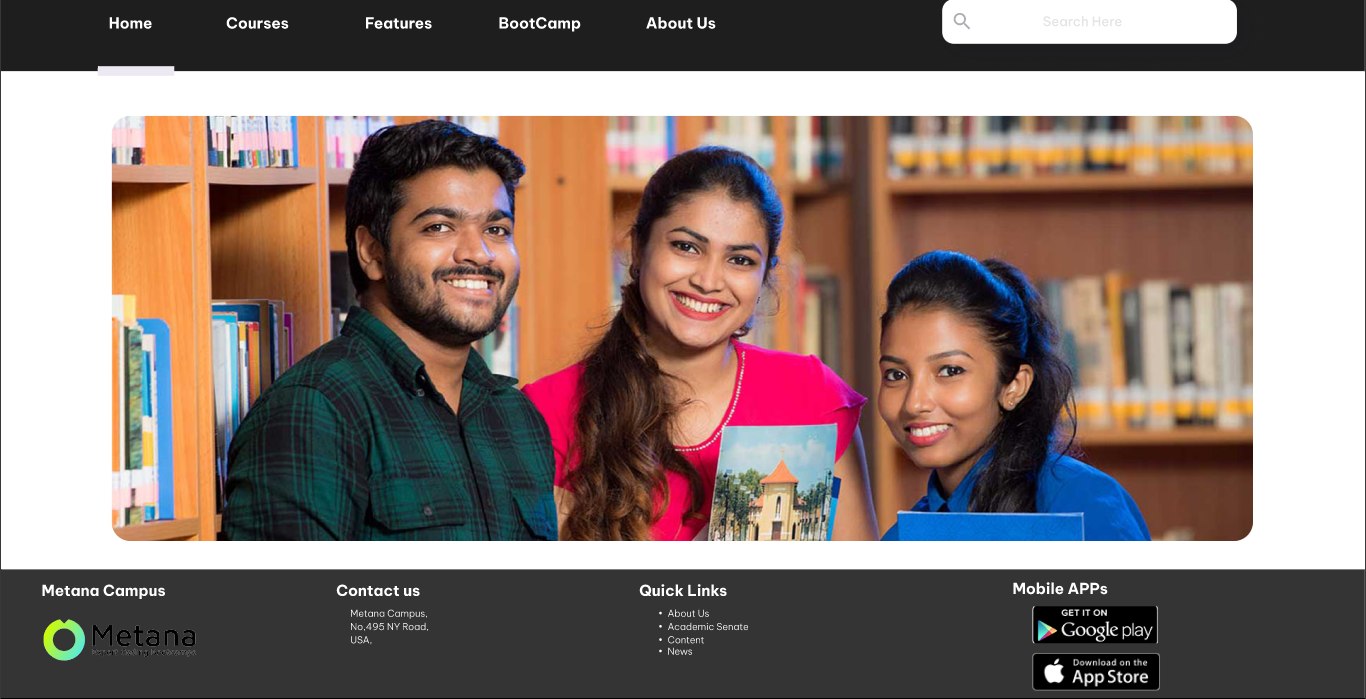 Home Courses Features BootCamp About Us Search Here
Metana Campus
Metana
Contact us
Metana Campus,
No,495 NY Road,
USA,
Quick Links
• About Us
• Academic Senate
• Content
• News
Mobile APPs
GET IT ON
Google play
Download on the
App Store